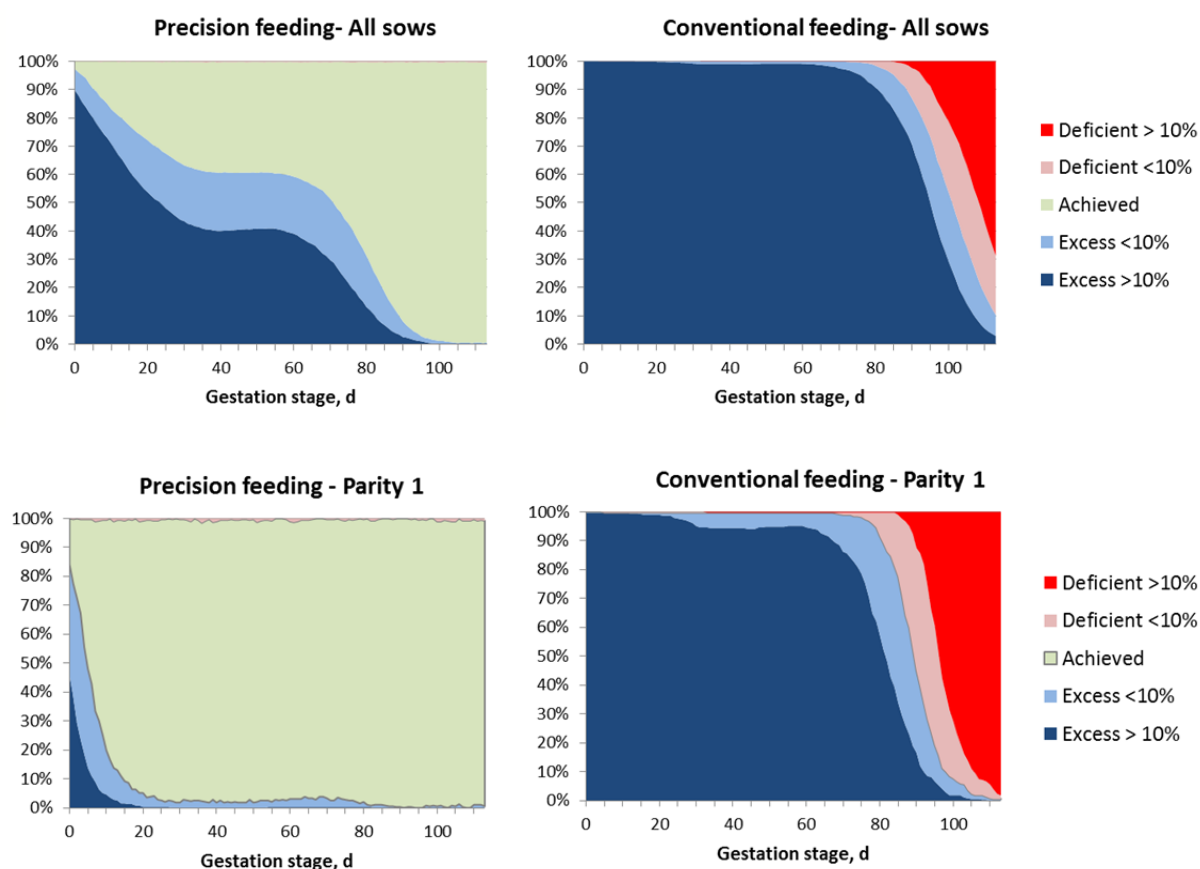 Precision feeding- All sows
100%
90%
80%
70%
60%
50%
40%
30%
20%
10%
0%
0 20 40 60 80 100
Gestation stage, d
Conventional feeding- All sows
100%
90%
80%
70%
60%
50%
40%
30%
20%
10%
0%
0 20 40 60 80 100
Gestation stage, d
Deficient > 10%
Deficient <10%
Achieved
Excess <10%
Excess >10%
Precision feeding - Parity 1
100%
90%
80%
70%
60%
50%
40%
30%
20%
10%
0%
0 20 40 60 80 100
Gestation stage, d
Conventional feeding - Parity 1
100%
90%
80%
70%
60%
50%
40%
30%
20%
10%
0%
0 20 40 60 80 100
Gestation stage, d
Deficient >10%
Deficient <10%
Achieved
Excess <10%
Excess > 10%